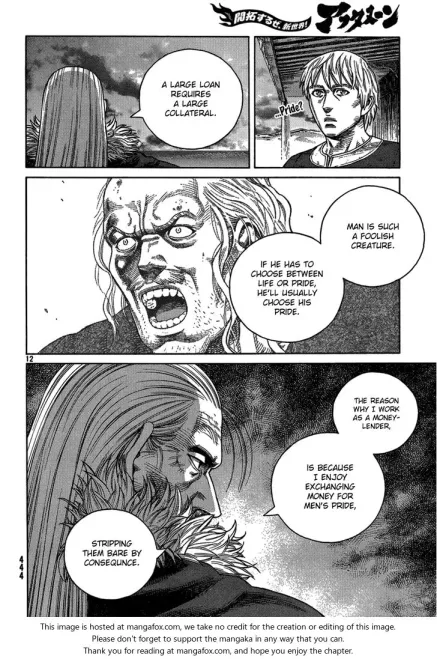 開拓するぜ、新世界!
アフタヌーン
A LARGE LOAN
REQUIRES
A LARGE
COLLATERAL.
...Pride?
MAN IS SUCH
A FOOLISH
CREATURE.
IF HE HAS TO
CHOOSE BETWEEN
LIFE OR PRIDE,
HE'LL USUALLY
CHOOSE HIS
PRIDE.
12
THE REASON
WHY I WORK
AS A MONEY-
LENDER,
IS BECAUSE
I ENJOY
EXCHANGING
MONEY FOR
MEN'S PRIDE,
STRIPPING
THEM BARE BY
CONSEQUNCE.
444
This image is hosted at mangafox.com, we take no credit for the creation or editing of this image.
Please don't forget to support the mangaka in any way that you can.
Thank you for reading at mangafox.com, and hope you enjoy the chapter.